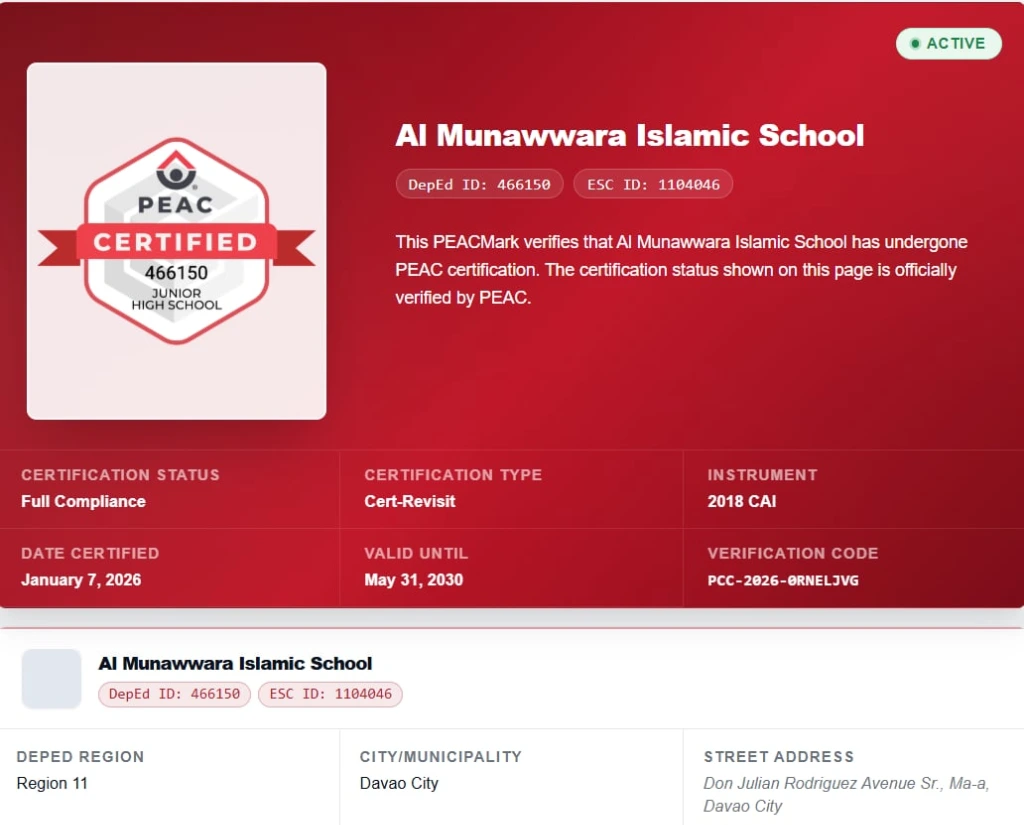 ACTIVE
PEAC
CERTIFIED
466150
JUNIOR
HIGH SCHOOL
Al Munawwara Islamic School
DepEd ID: 466150
ESC ID: 1104046
This PEACMark verifies that Al Munawwara Islamic School has undergone
PEAC certification. The certification status shown on this page is officially
verified by PEAC.
CERTIFICATION STATUS
Full Compliance
CERTIFICATION TYPE
Cert-Revisit
INSTRUMENT
2018 CAI
DATE CERTIFIED
January 7, 2026
VALID UNTIL
May 31, 2030
VERIFICATION CODE
PCC-2026-0RNELJVG
Al Munawwara Islamic School
DepEd ID: 466150
ESC ID: 1104046
DEPED REGION
Region 11
CITY/MUNICIPALITY
Davao City
STREET ADDRESS
Don Julian Rodriguez Avenue Sr., Ma-a,
Davao City